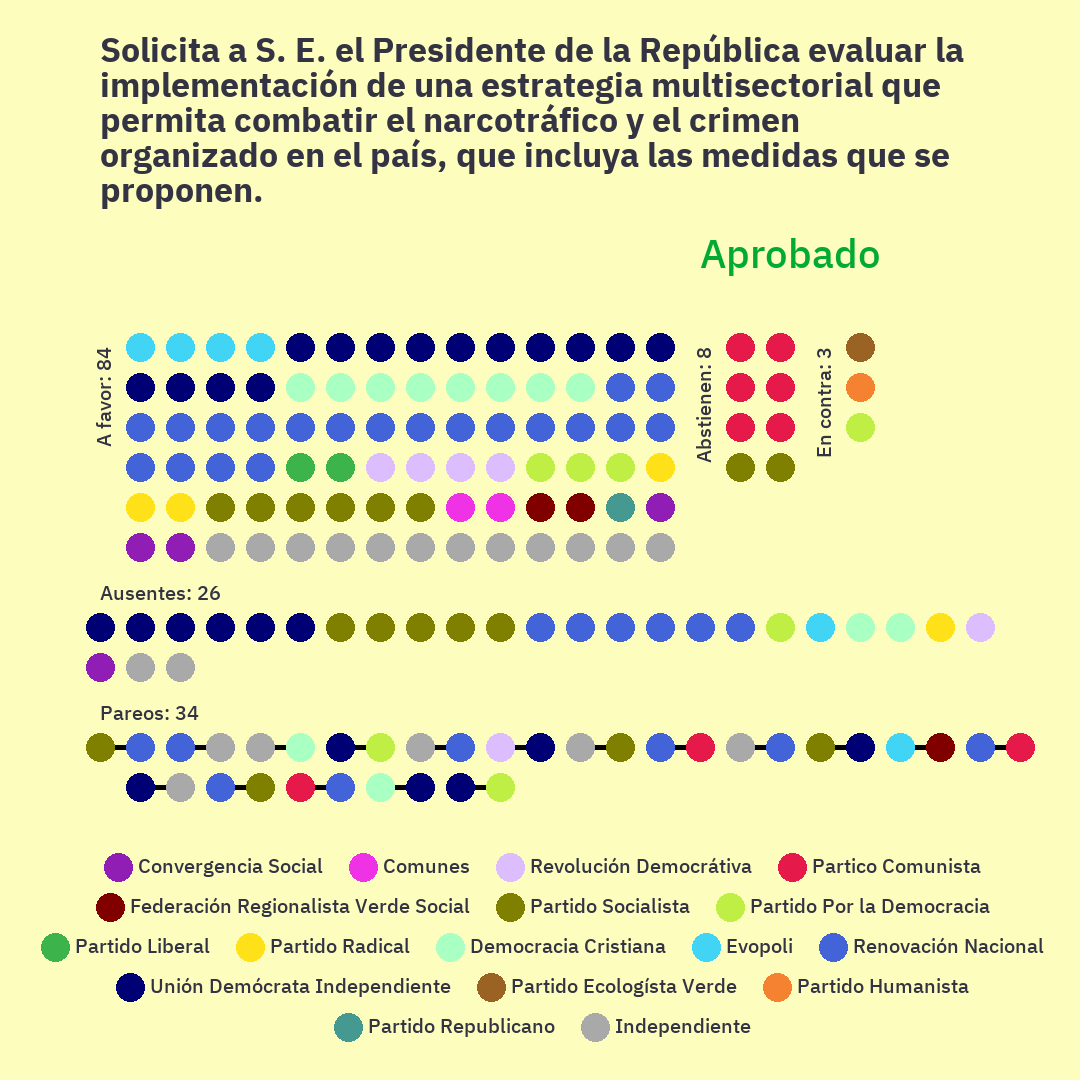 Solicita a S. E. el Presidente de la República evaluar la
implementación de una estrategia multisectorial que
permita combatir el narcotráfico y el crimen
organizado en el país, que incluya las medidas que se
proponen.
Aprobado
A favor: 84
Abstienen: 8
En contra: 3
Ausentes: 26
Pareos: 34
Convergencia Social Comunes Revolución Democrátiva Partico Comunista
Federación Regionalista Verde Social Partido Socialista Partido Por la Democracia
Partido Liberal Partido Radical Democracia Cristiana Evopoli Renovación Nacional
Unión Demócrata Independiente Partido Ecologísta Verde Partido Humanista
Partido Republicano Independiente